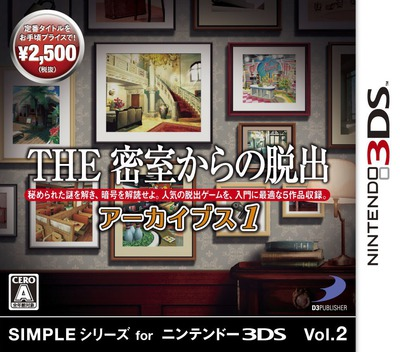 定番タイトルを
お手頃プライスで!
¥2,500
(税抜)
THE 密室からの脱出
秘められた謎を解き、暗号を解読せよ。人気の脱出ゲームを、入門に最適な5作品収録。
アーカイブス1
NINTENDO 3DS
CERO
A
全年齢対象
D3PUBLISHER
SIMPLEシリーズ for ニンテンドー3DS Vol.2